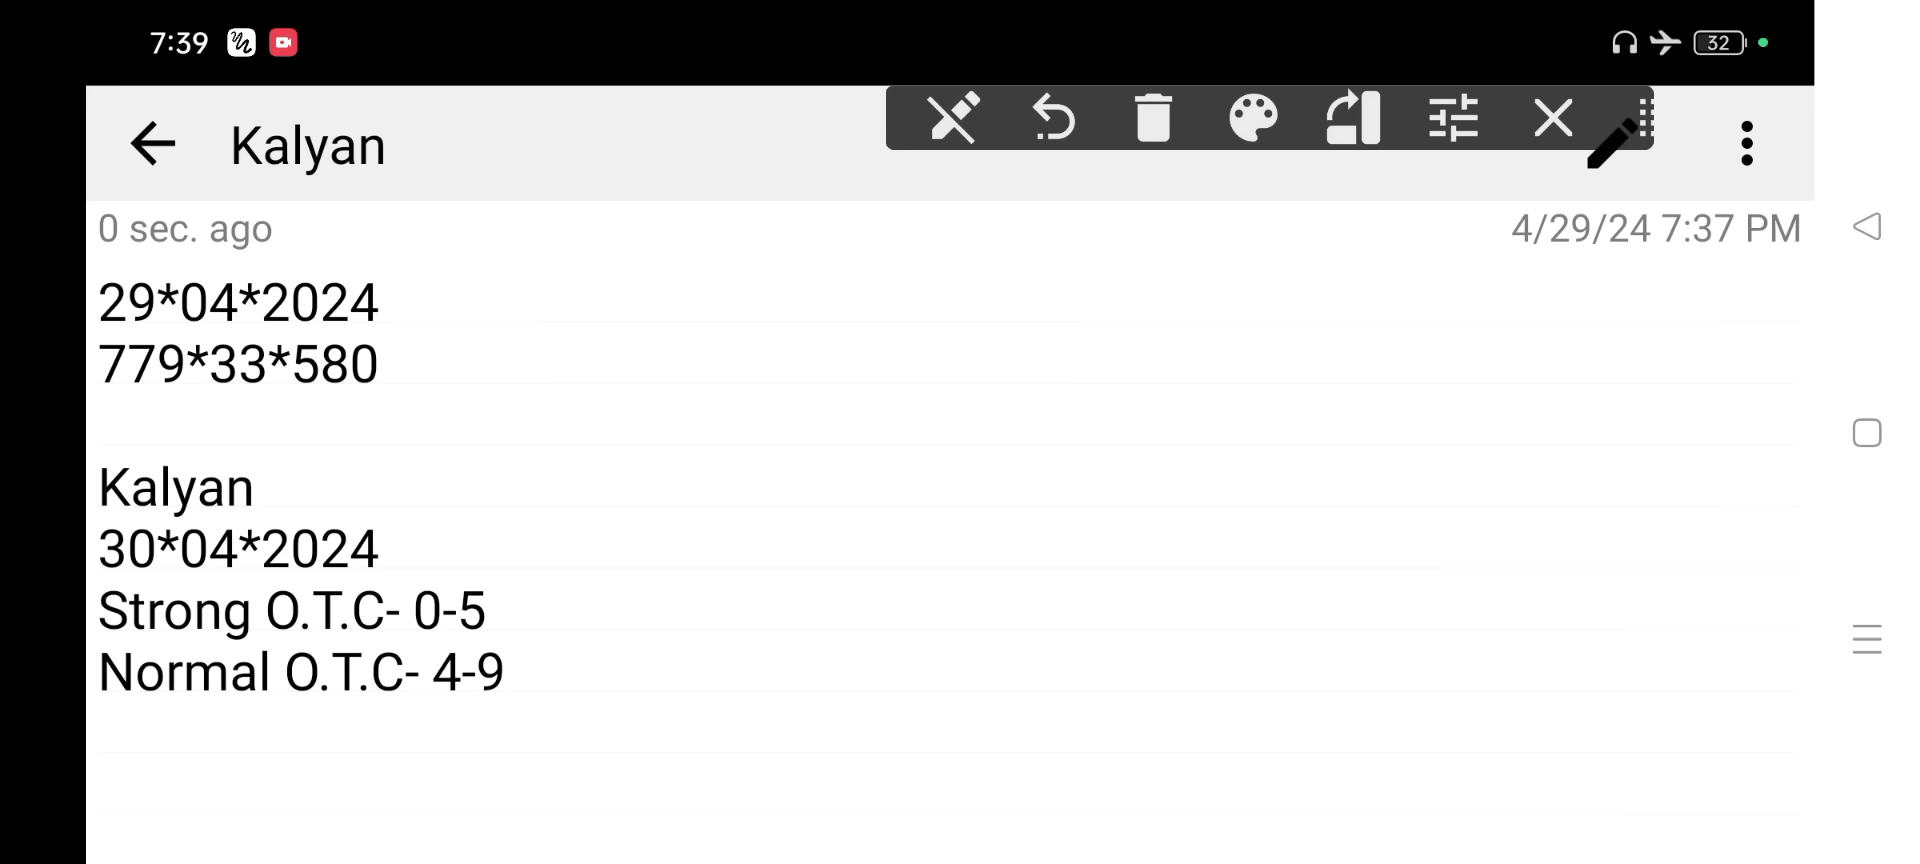 7:39
32
Kalyan
0 sec. ago
4/29/24 7:37 PM
29*04*2024
779*33*580
Kalyan
30*04*2024
Strong O.T.C- 0-5
Normal O.T.C- 4-9